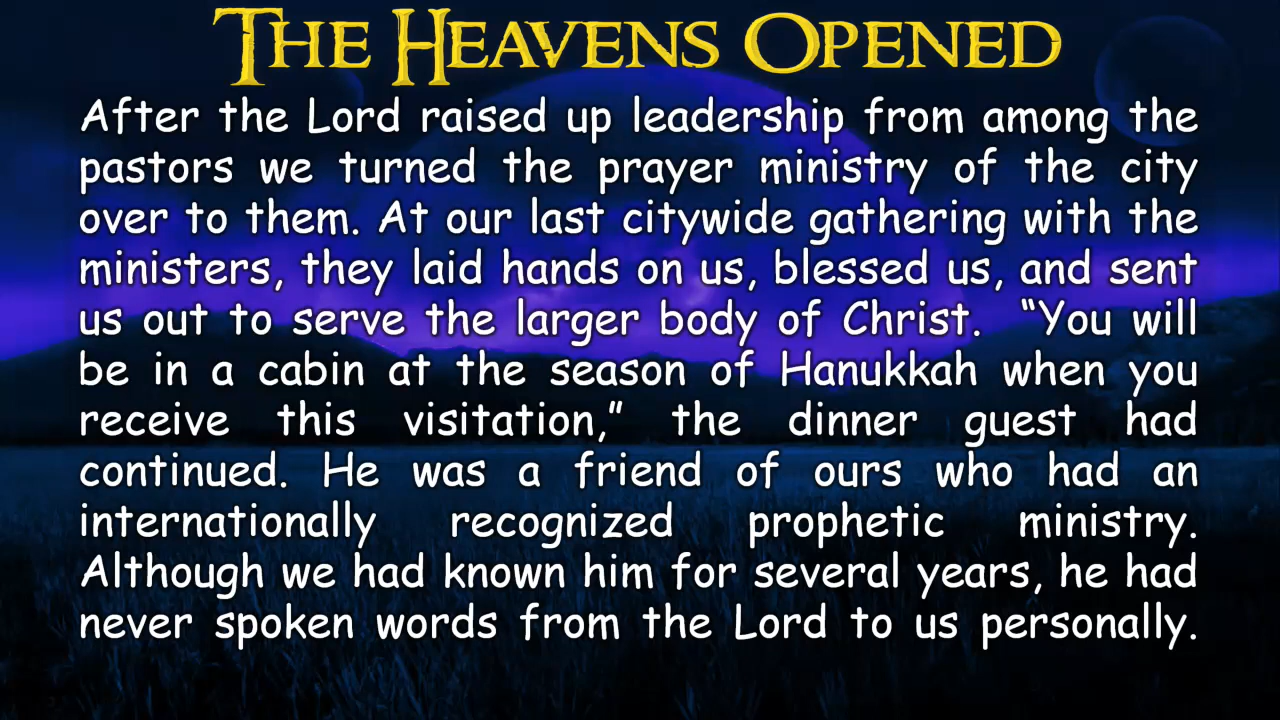 THE HEAVENS OPENED
After the Lord raised up leadership from among the
pastors we turned the prayer ministry of the city
over to them. At our last citywide gathering with the
ministers, they laid hands on us, blessed us, and sent
us out to serve the larger body of Christ. “You will
be in a cabin at the season of Hanukkah when you
receive this visitation,” the dinner guest had
continued. He was a friend of ours who had an
internationally recognized prophetic ministry.
Although we had known him for several years, he had
never spoken words from the Lord to us personally.